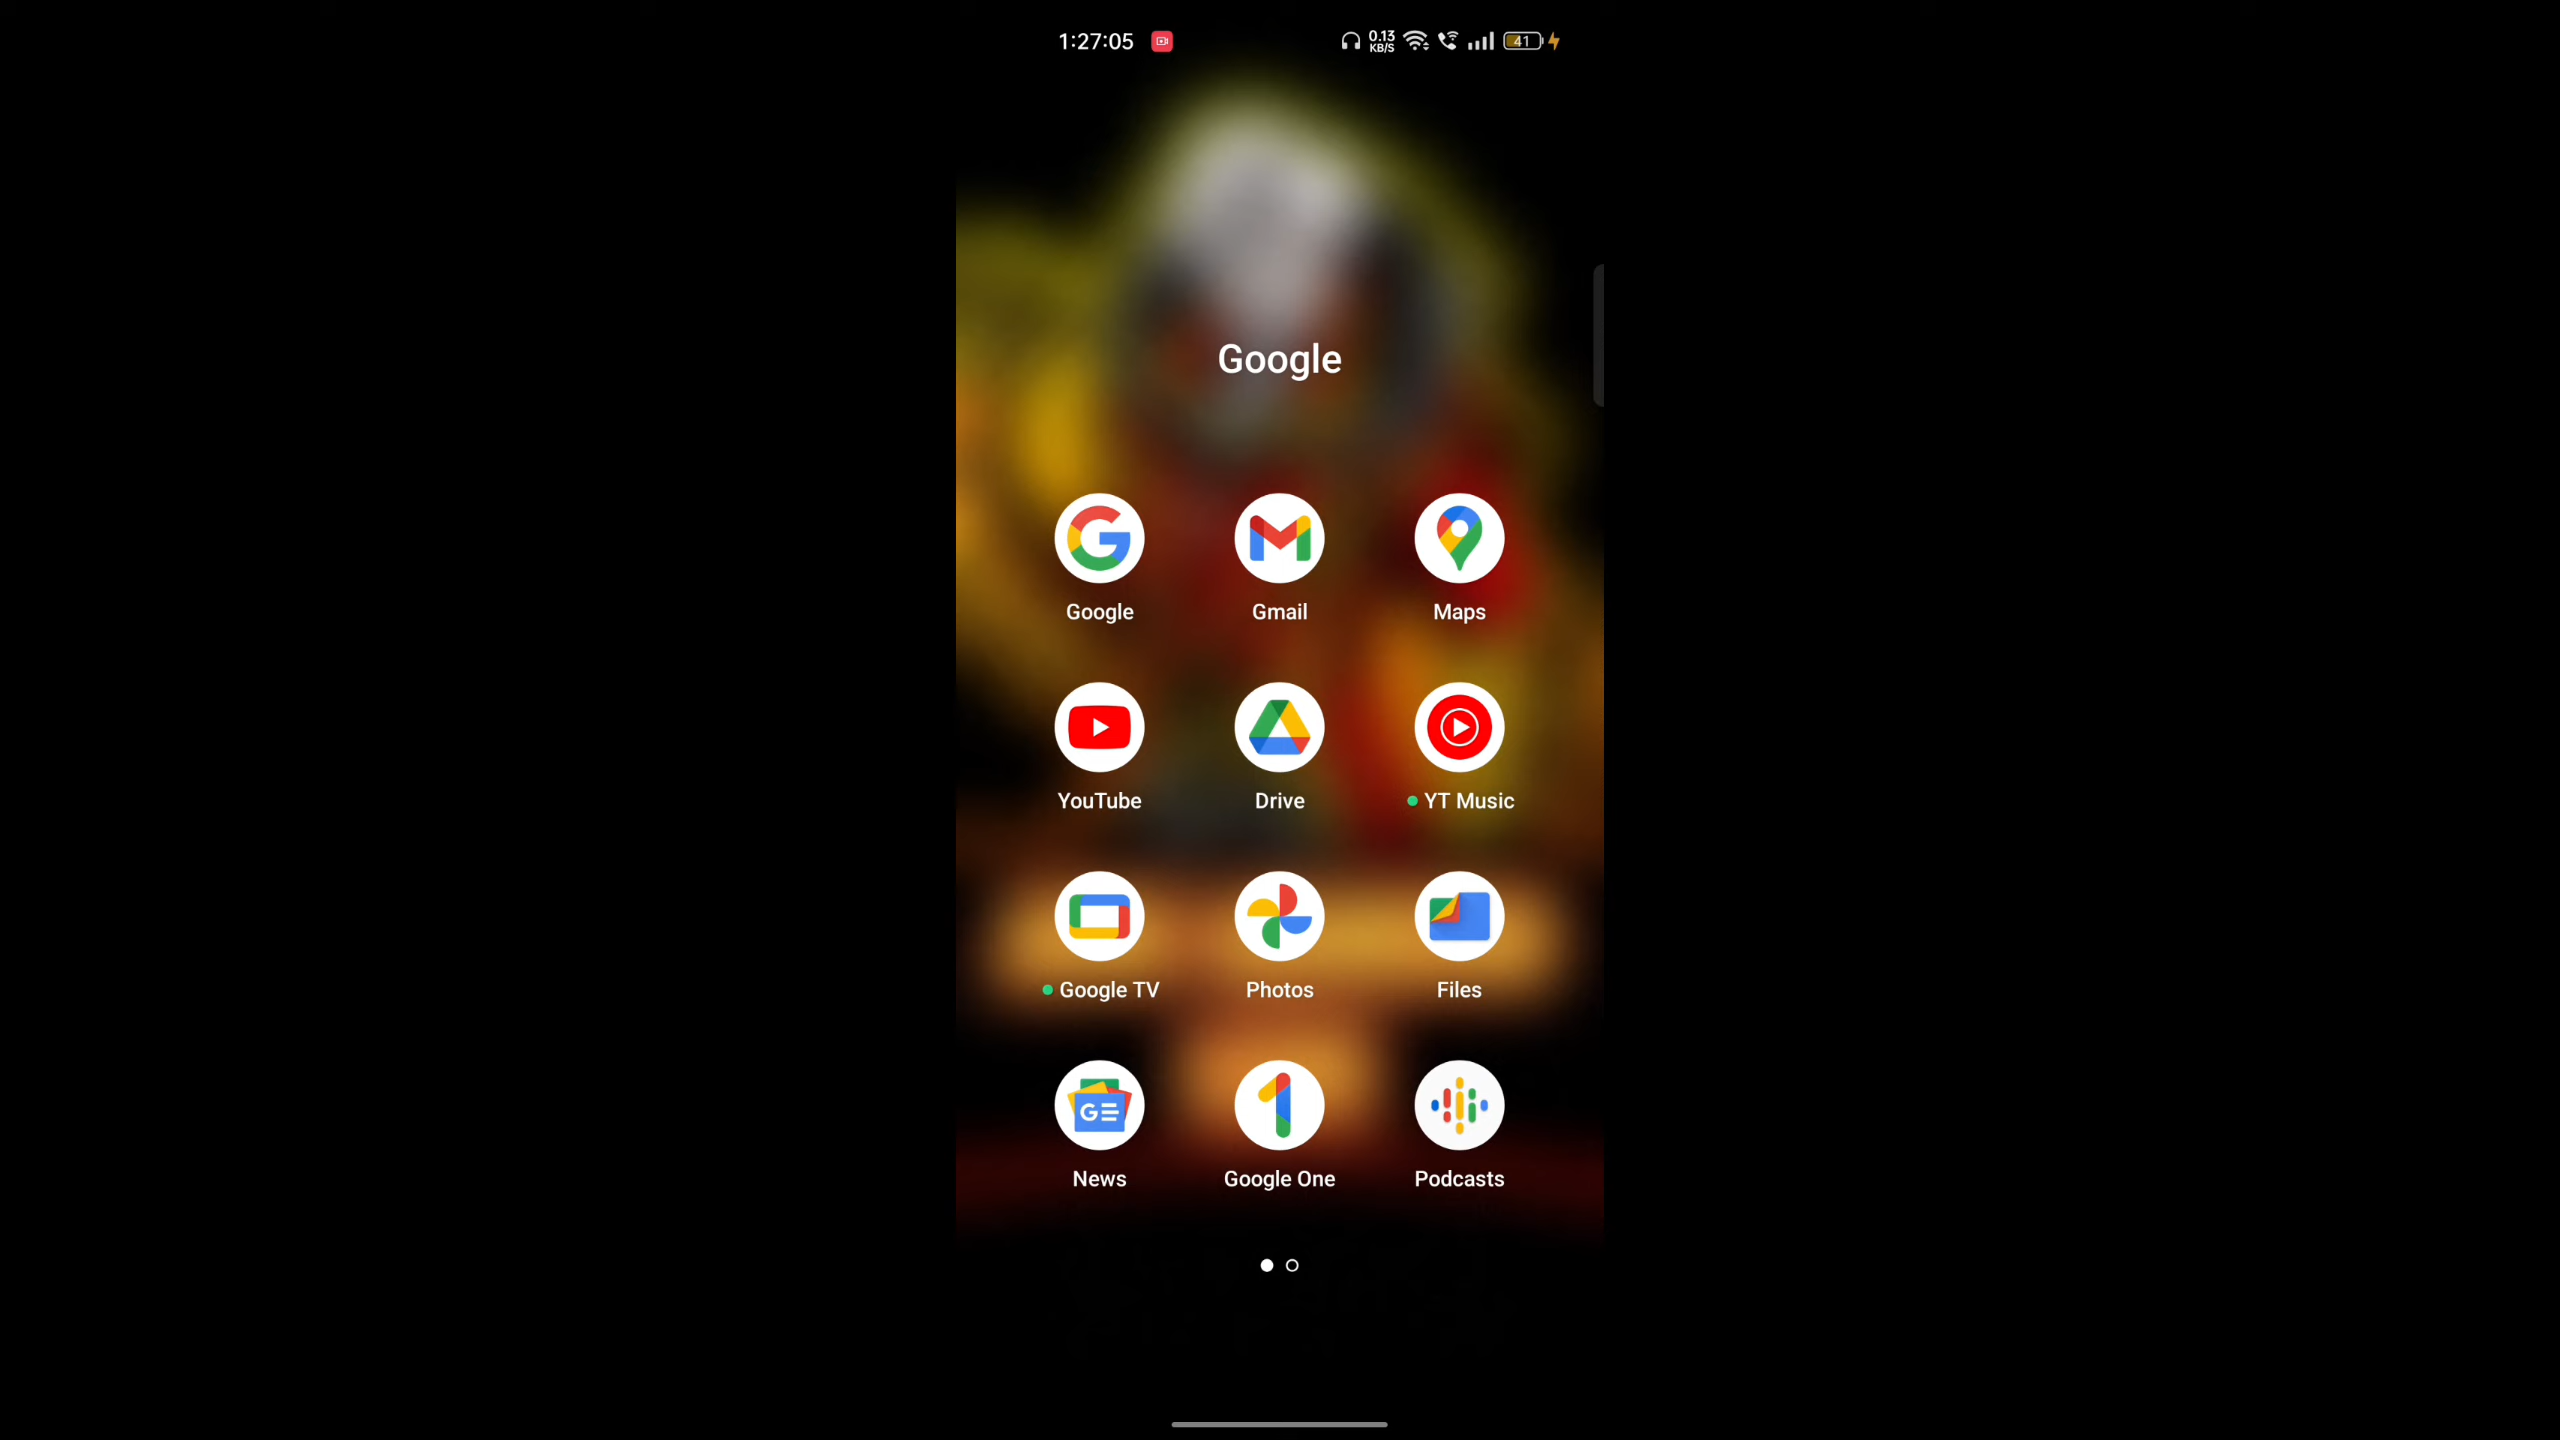 1:27:05 0.13 KB/S 41
Google
Google Gmail Maps
YouTube Drive YT Music
Google TV Photos Files
GE
News Google One Podcasts